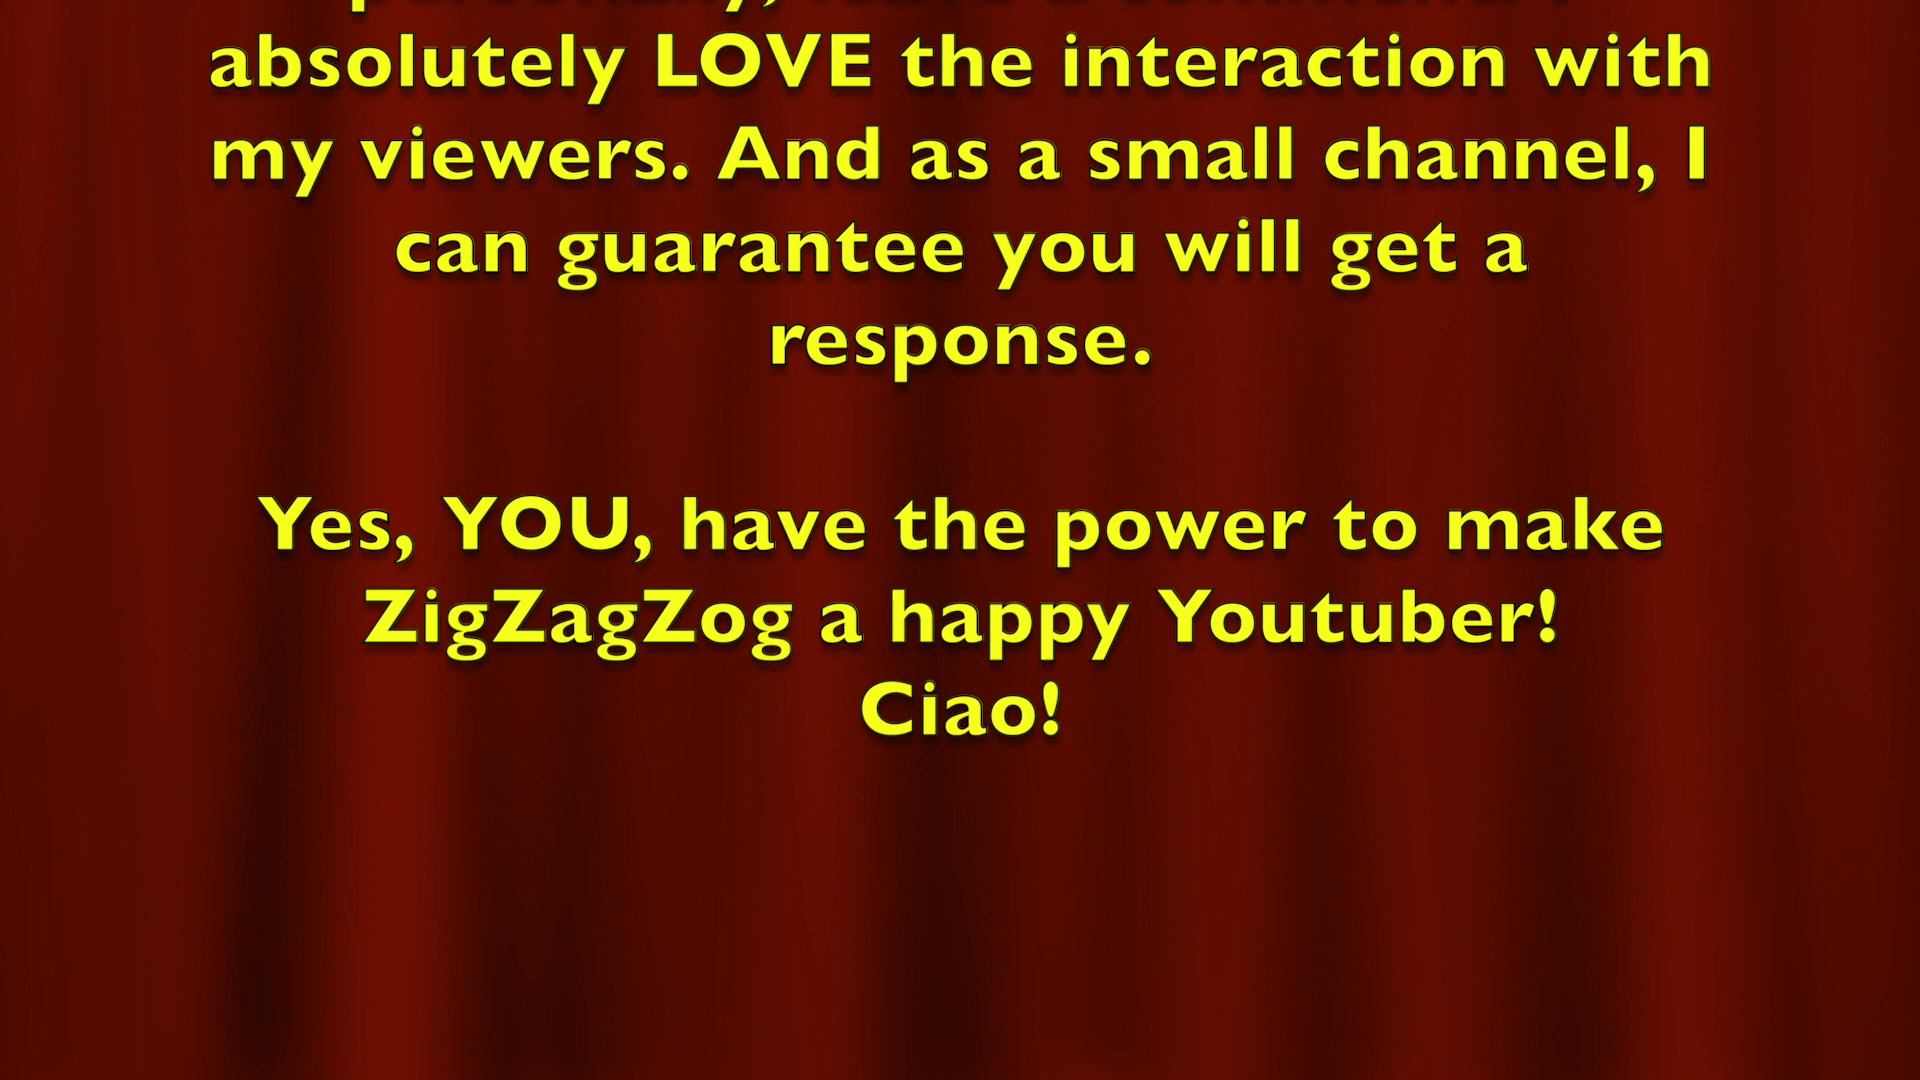 absolutely LOVE the interaction with
my viewers. And as a small channel, I
can guarantee you will get a
response.
Yes, YOU, have the power to make
ZigZagZog a happy Youtuber!
Ciao!